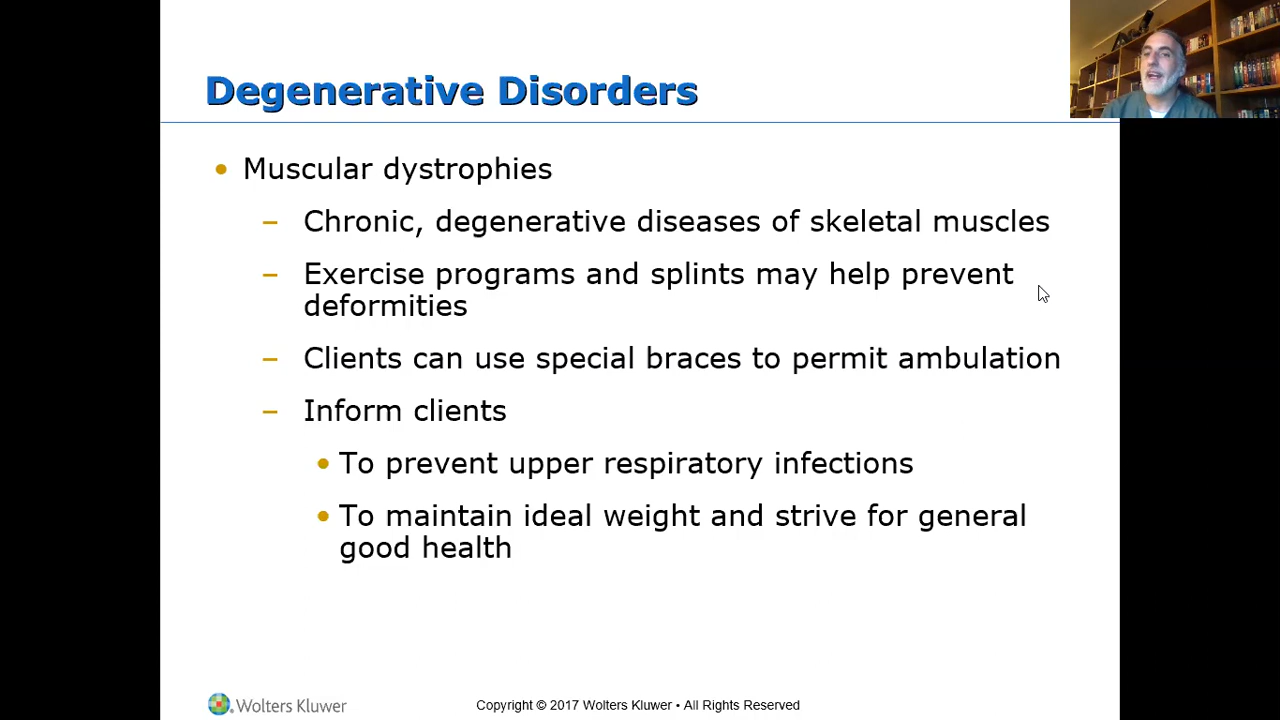 Degenerative Disorders
• Muscular dystrophies
– Chronic, degenerative diseases of skeletal muscles
– Exercise programs and splints may help prevent
deformities
– Clients can use special braces to permit ambulation
– Inform clients
• To prevent upper respiratory infections
• To maintain ideal weight and strive for general
good health
Wolters Kluwer
Copyright © 2017 Wolters Kluwer • All Rights Reserved